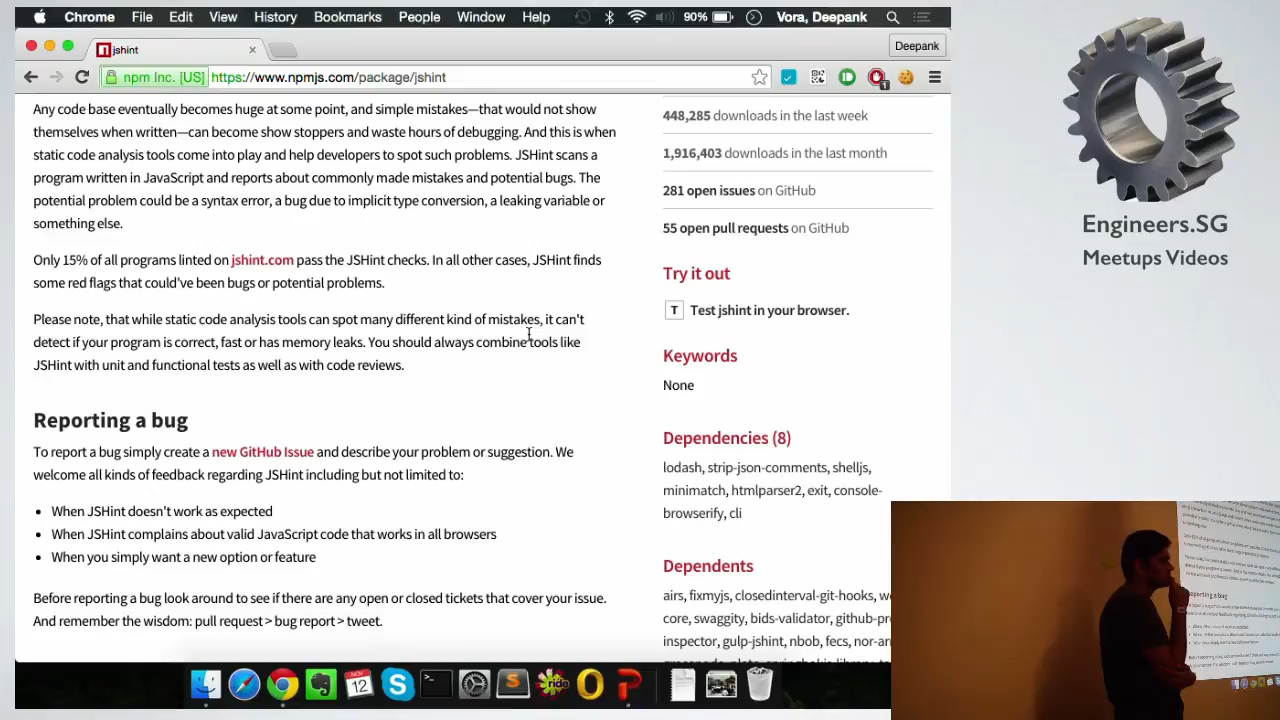 Chrome File Edit View History Bookmarks People Window Help 90% Vora, Deepank
jshint Deepank
npm Inc. [US] https://www.npmjs.com/package/jshint
Any code base eventually becomes huge at some point, and simple mistakes—that would not show
themselves when written—can become show stoppers and waste hours of debugging. And this is when
static code analysis tools come into play and help developers to spot such problems. JSHint scans a
program written in JavaScript and reports about commonly made mistakes and potential bugs. The
potential problem could be a syntax error, a bug due to implicit type conversion, a leaking variable or
something else.
Only 15% of all programs linted on jshint.com pass the JSHint checks. In all other cases, JSHint finds
some red flags that could've been bugs or potential problems.
Please note, that while static code analysis tools can spot many different kind of mistakes, it can't
detect if your program is correct, fast or has memory leaks. You should always combine tools like
JSHint with unit and functional tests as well as with code reviews.
Reporting a bug
To report a bug simply create a new GitHub Issue and describe your problem or suggestion. We
welcome all kinds of feedback regarding JSHint including but not limited to:
• When JSHint doesn't work as expected
• When JSHint complains about valid JavaScript code that works in all browsers
• When you simply want a new option or feature
Before reporting a bug look around to see if there are any open or closed tickets that cover your issue.
And remember the wisdom: pull request > bug report > tweet.
448,285 downloads in the last week
1,916,403 downloads in the last month
281 open issues on GitHub
55 open pull requests on GitHub
Try it out
T Test jshint in your browser.
Keywords
None
Dependencies (8)
lodash, strip-json-comments, shelljs,
minimatch, htmlparser2, exit, console-
browserify, cli
Dependents
airs, fixmyjs, closedinterval-git-hooks,
core, swaggity, bids-validator,
inspector, gulp-jshint, nbob, fecs,
NOV
12
Engineers.SG
Meetups Videos
Reporting a bug